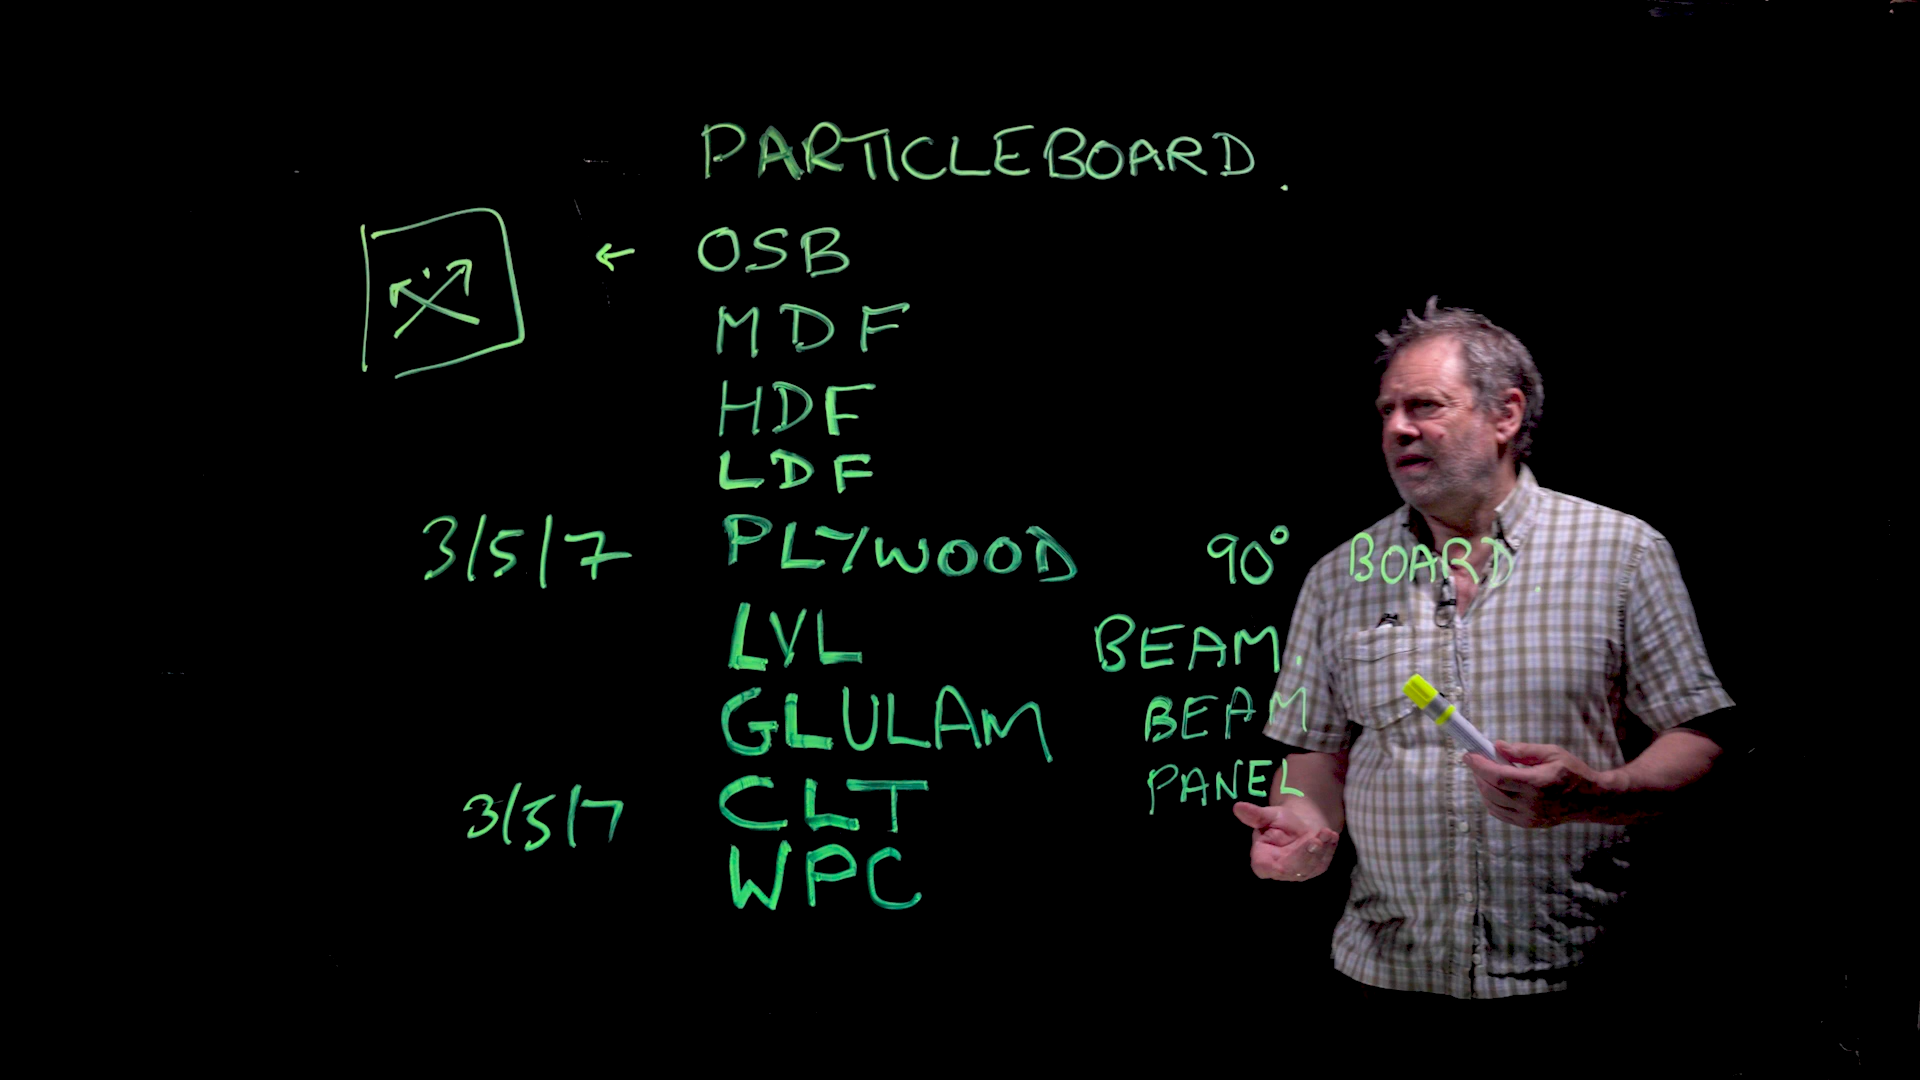 PARTICLEBOARD.
← OSB
MDF
HDF
LDF
3/5/7 PLYWOOD 90° BOARD.
LVL BEAM.
GLULAM BEAM
3/5/7 CLT PANEL
WPC